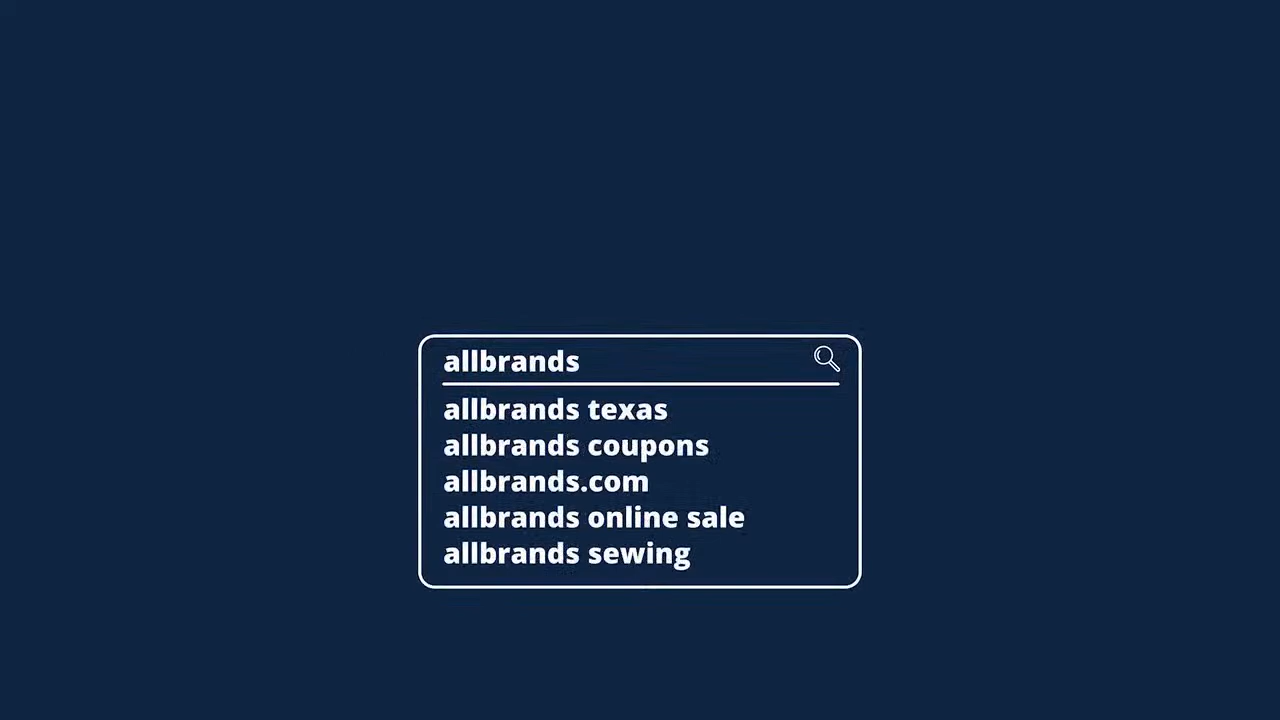 allbrands
allbrands texas
allbrands coupons
allbrands.com
allbrands online sale
allbrands sewing